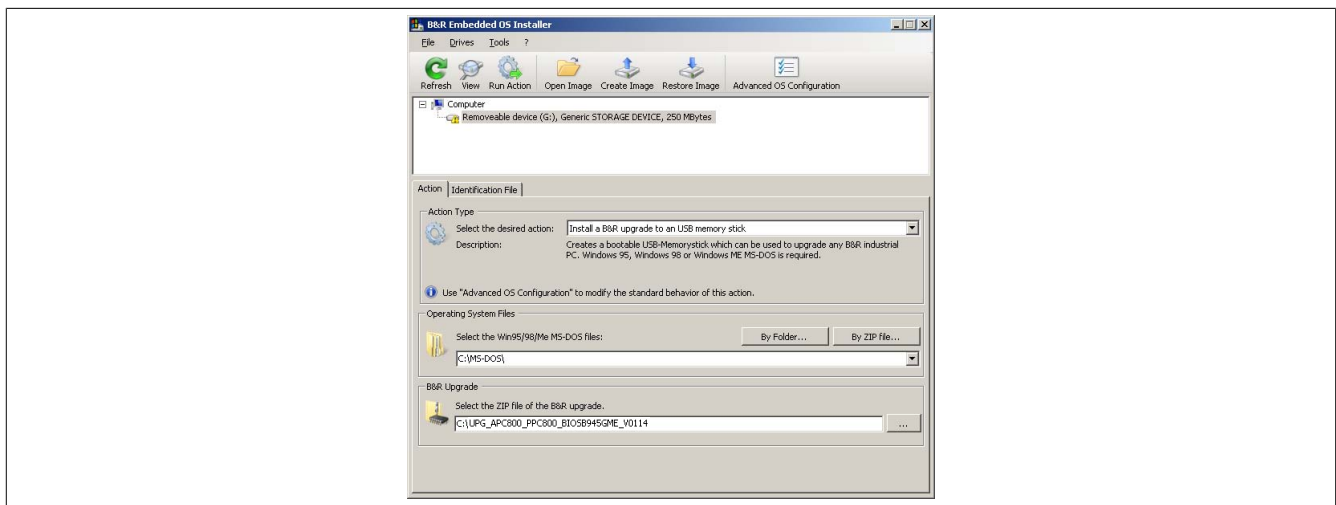 B&R Embedded OS Installer
File Drives Tools ?
Refresh View Run Action Open Image Create Image Restore Image Advanced OS Configuration
Computer
Removeable device (G:), Generic STORAGE DEVICE, 250 MBytes
Action Identification File
Action Type
Select the desired action: Install a B&R upgrade to an USB memory stick
Description: Creates a bootable USB-Memorystick which can be used to upgrade any B&R industrial
PC. Windows 95, Windows 98 or Windows ME MS-DOS is required.
Use "Advanced OS Configuration" to modify the standard behavior of this action.
Operating System Files
Select the Win95/98/Me MS-DOS files: By Folder... By ZIP file...
C:\MS-DOS\
B&R Upgrade
Select the ZIP file of the B&R upgrade.
C:\UPG_APC800_PPC800_BIOSB945GME_V0114 ...